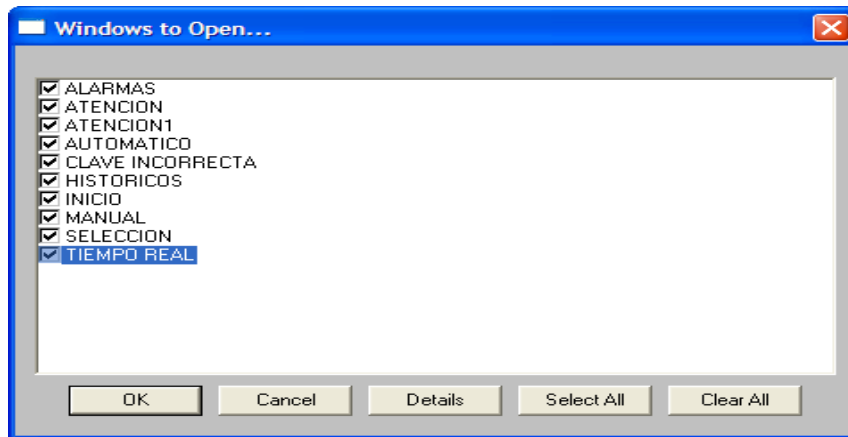 Windows to Open...
ALARMAS
ATENCION
ATENCION1
AUTOMATICO
CLAVE INCORRECTA
HISTORICOS
INICIO
MANUAL
SELECCION
TIEMPO REAL
OK Cancel Details Select All Clear All